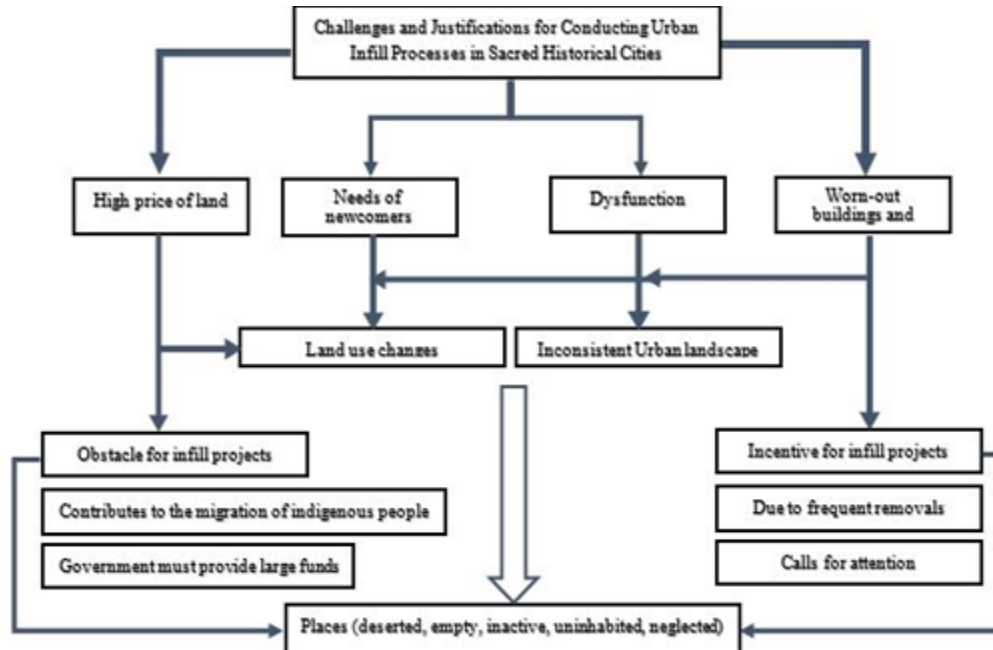 Challenges and Justifications for Conducting Urban
Infill Processes in Sacred Historical Cities
High price of land
Needs of
newcomers
Dysfunction
Worn-out
buildings and
Land use changes
Inconsistent Urban landscape
Obstacle for infill projects
Incentive for infill projects
Contributes to the migration of indigenous people
Due to frequent removals
Government must provide large funds
Calls for attention
Places (deserted, empty, inactive, uninhabited, neglected)